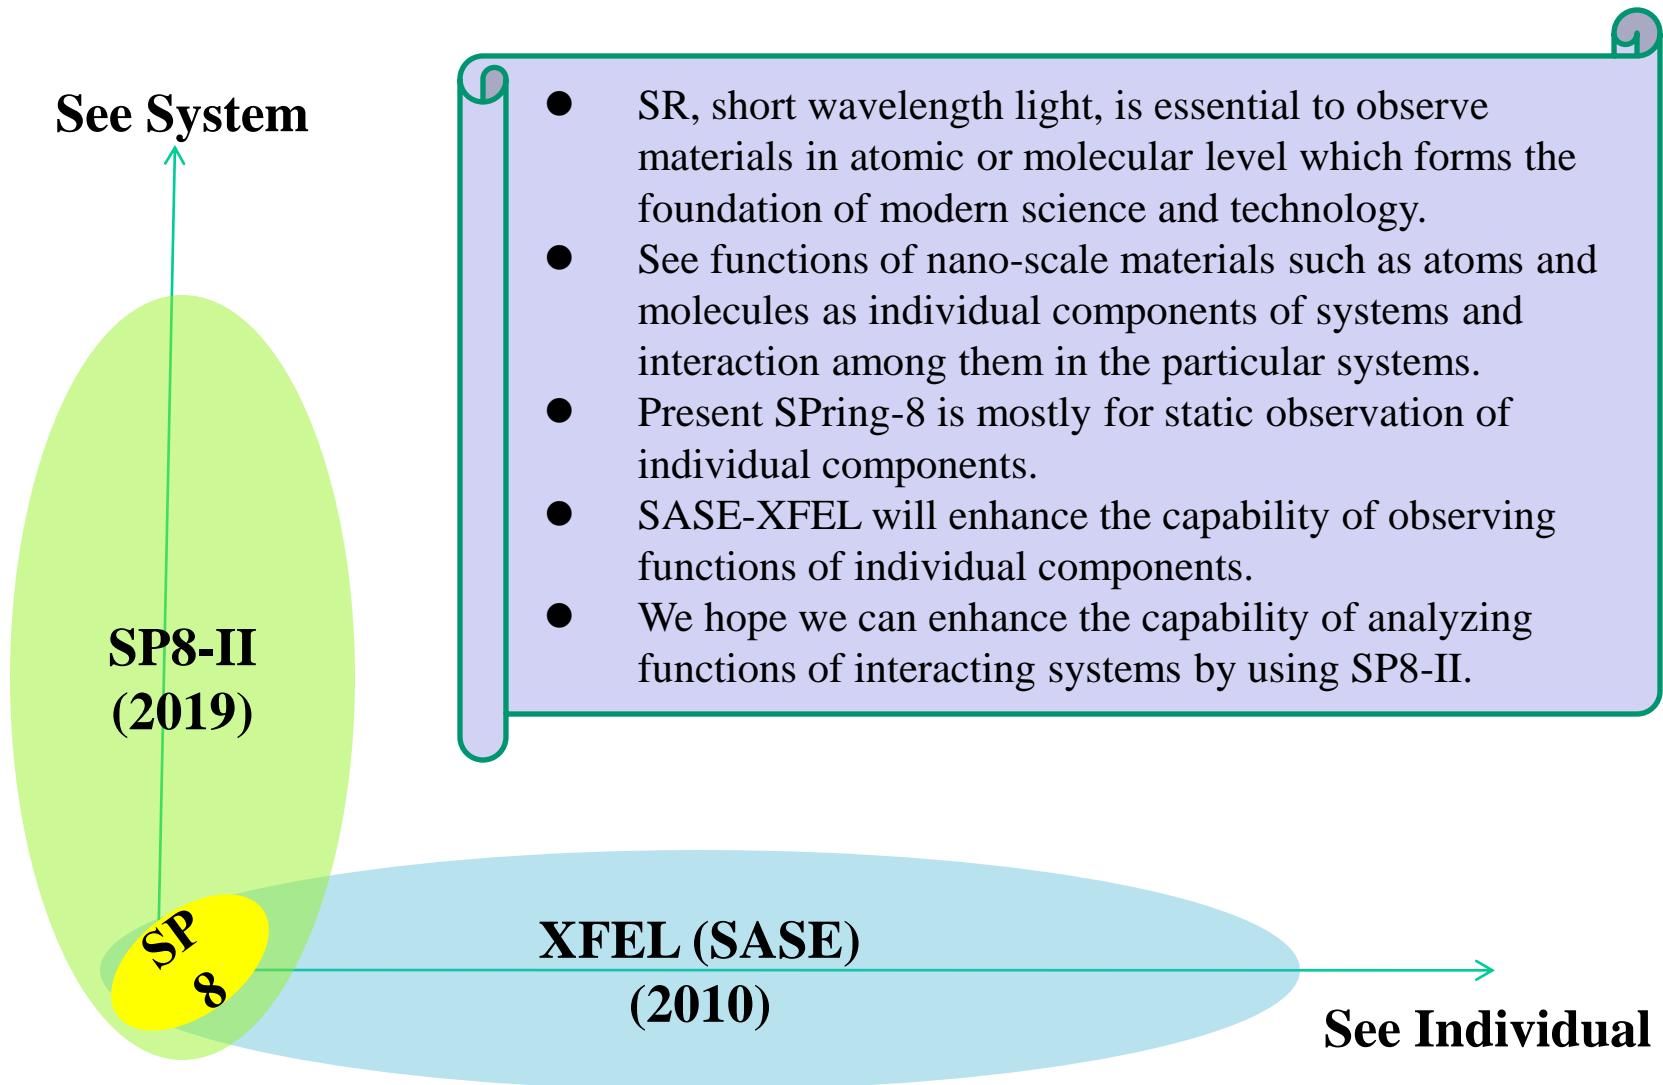 See System
● SR, short wavelength light, is essential to observe
materials in atomic or molecular level which forms the
foundation of modern science and technology.
● See functions of nano-scale materials such as atoms and
molecules as individual components of systems and
interaction among them in the particular systems.
● Present SPring-8 is mostly for static observation of
individual components.
● SASE-XFEL will enhance the capability of observing
functions of individual components.
● We hope we can enhance the capability of analyzing
functions of interacting systems by using SP8-II.
SP8-II
(2019)
SP
8
XFEL (SASE)
(2010)
See Individual